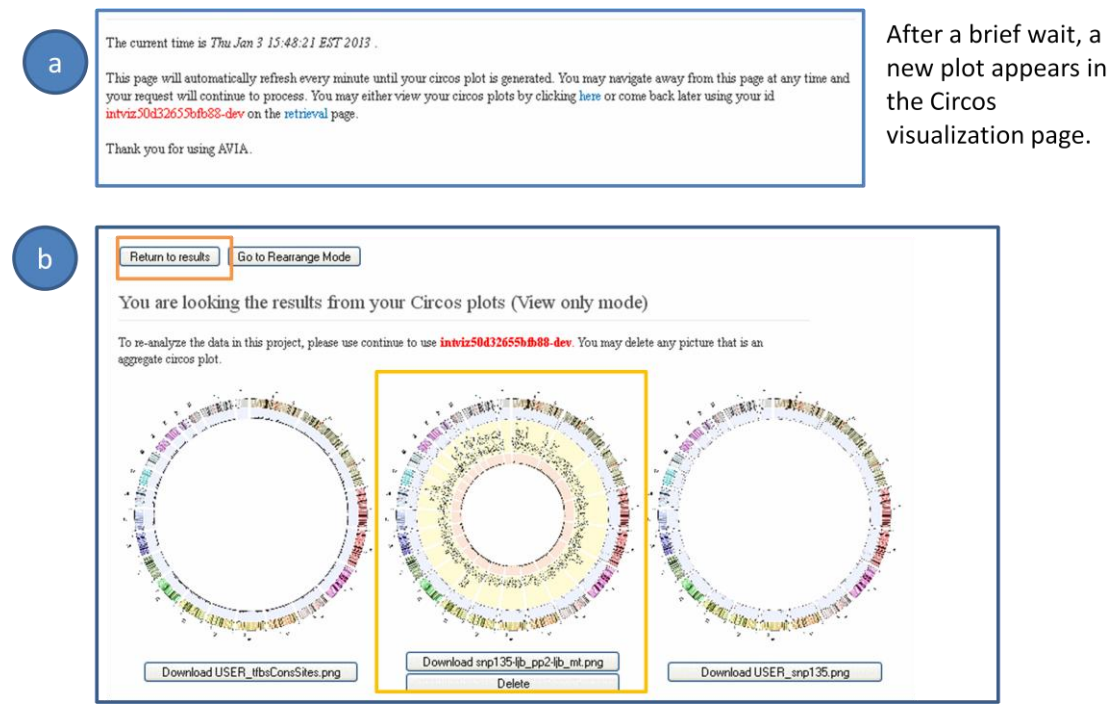 a
The current time is Thu Jan 3 15:48:21 EST 2013 .
This page will automatically refresh every minute until your circos plot is generated. You may navigate away from this page at any time and
your request will continue to process. You may either view your circos plots by clicking here or come back later using your id
intviz50d32655bfb88-dev on the retrieval page.
Thank you for using AVIA.
After a brief wait, a
new plot appears in
the Circos
visualization page.
b
Return to results
Go to Rearrange Mode
You are looking the results from your Circos plots (View only mode)
To re-analyze the data in this project, please use continue to use intviz50d32655bfb88-dev. You may delete any picture that is an
aggregate circos plot.
Download USER_tfbsConsSites.png
Download snp135-ljb_pp2-ljb_mt.png
Delete
Download USER_snp135.png